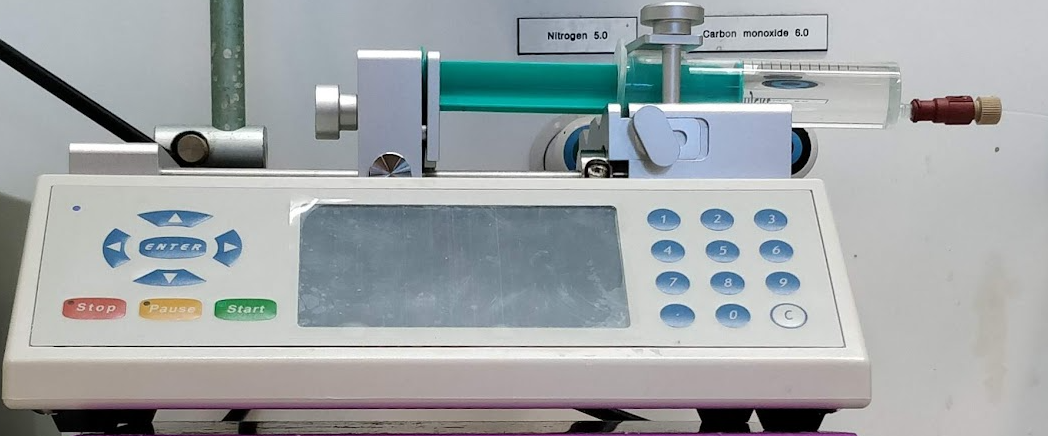 Nitrogen 5.0
Carbon monoxide 6.0
ENTER
Stop
Pause
Start
1 2 3
4 5 6
7 8 9
. 0 C